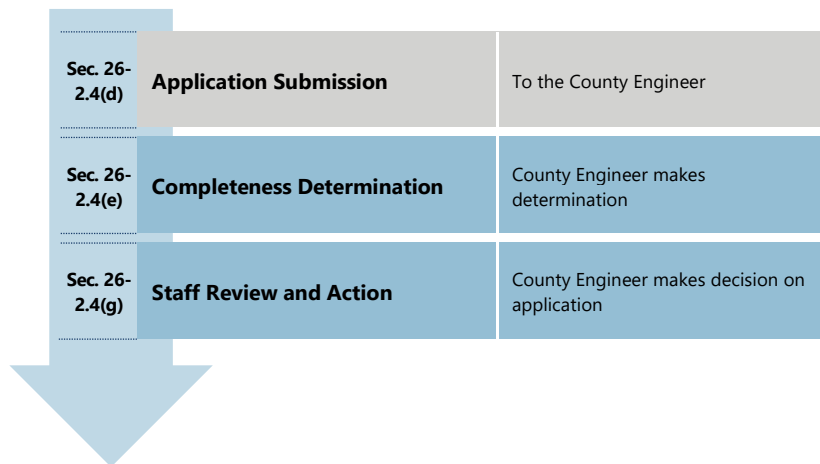 Sec. 26-
2.4(d)
Application Submission
To the County Engineer
Sec. 26-
2.4(e)
Completeness Determination
County Engineer makes
determination
Sec. 26-
2.4(g)
Staff Review and Action
County Engineer makes decision on
application